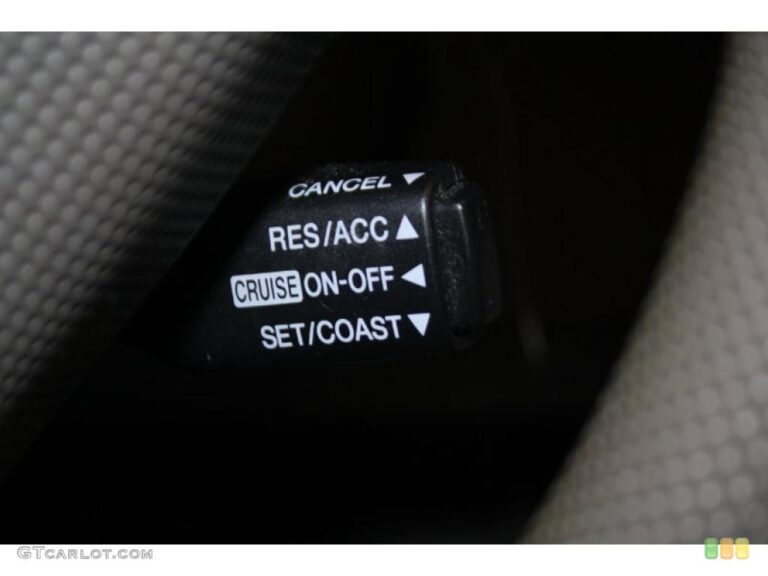 CANCEL
RES/ACC
CRUISE ON-OFF
SET/COAST
GTCARLOT.COM